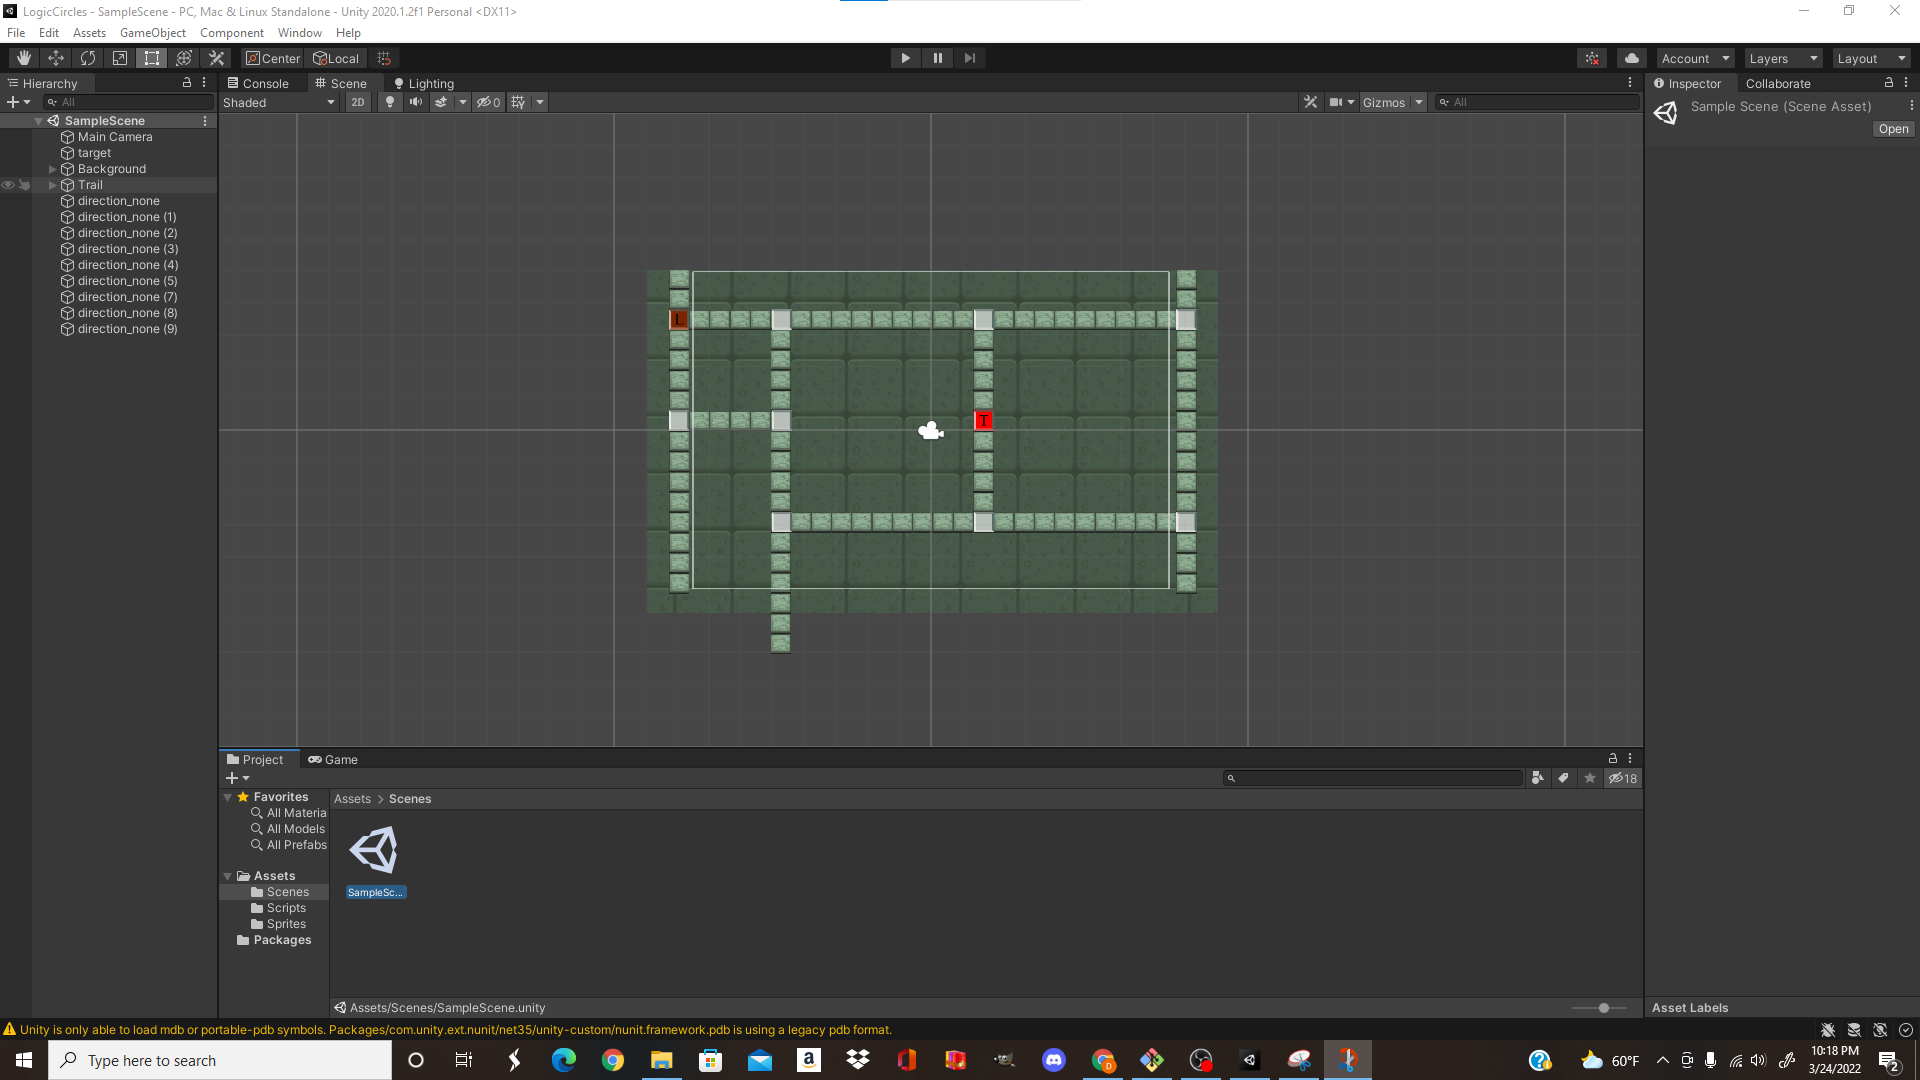 LogicCircles - SampleScene - PC, Mac & Linux Standalone - Unity 2020.1.2f1 Personal <DX11>
File Edit Assets GameObject Component Window Help
Center Local Account Layers Layout
Hierarchy
All
SampleScene
Main Camera
target
Background
Trail
direction_none
direction_none (1)
direction_none (2)
direction_none (3)
direction_none (4)
direction_none (5)
direction_none (7)
direction_none (8)
direction_none (9)
Console Scene Lighting
Shaded 2D 0 Gizmos All
L
T
Inspector Collaborate
Sample Scene (Scene Asset)
Open
Project Game
18
Favorites
All Materia
All Models
All Prefabs
Assets
Scenes
Scripts
Sprites
Packages
Assets > Scenes
SampleSc...
Assets/Scenes/SampleScene.unity
Asset Labels
Unity is only able to load mdb or portable-pdb symbols. Packages/com.unity.ext.nunit/net35/unity-custom/nunit.framework.pdb is using a legacy pdb format.
Type here to search
60°F
10:18 PM
3/24/2022
2